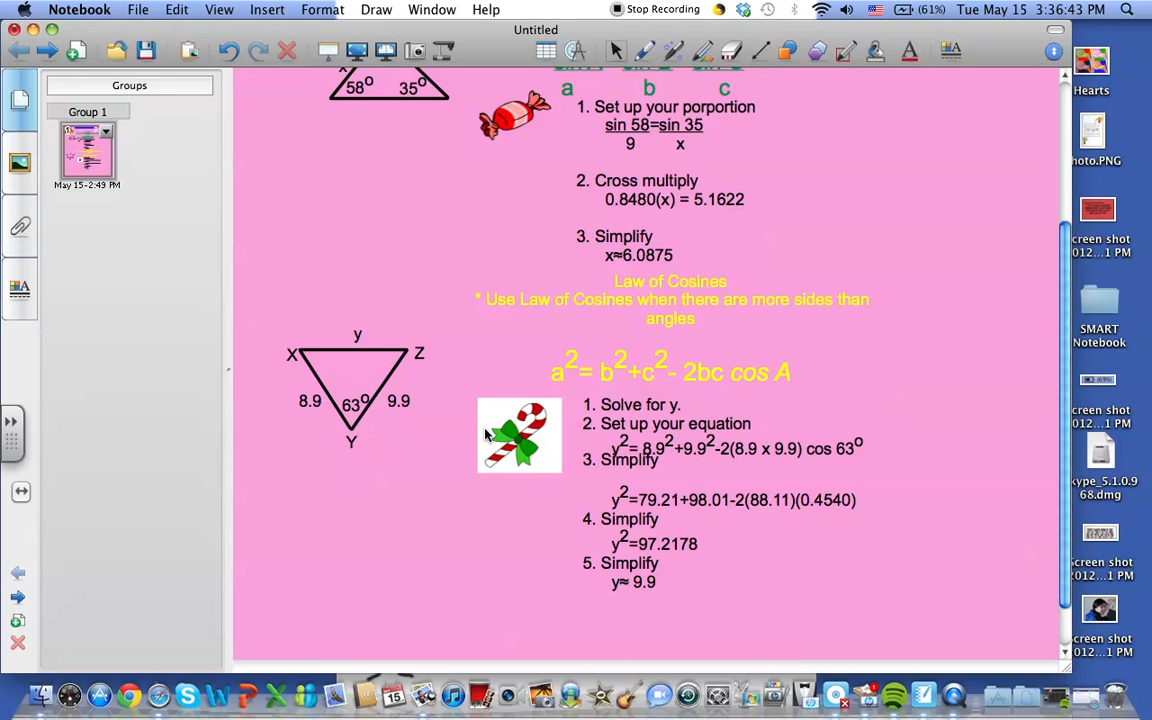 Notebook File Edit View Insert Format Draw Window Help Stop Recording (61%) Tue May 15 3:36:43 PM
Untitled
Groups
Group 1
May 15-2:49 PM
58o 35o
a b c
1. Set up your porportion
sin 58=sin 35
9 x
2. Cross multiply
0.8480(x) = 5.1622
3. Simplify
x≈6.0875
Law of Cosines
* Use Law of Cosines when there are more sides than
angles
a2= b2+c2- 2bc cos A
y
X Z
8.9 63o 9.9
Y
1. Solve for y.
2. Set up your equation
y2= 8.92+9.92-2(8.9 x 9.9) cos 63o
3. Simplify
y2=79.21+98.01-2(88.11)(0.4540)
4. Simplify
y2=97.2178
5. Simplify
y≈ 9.9
Hearts
hoto.PNG
creen shot
012...1 PM
SMART
Notebook
creen shot
012...1 PM
kype_5.1.0.9
68.dmg
creen shot
012...1 PM
Screen shot
012...1 PM